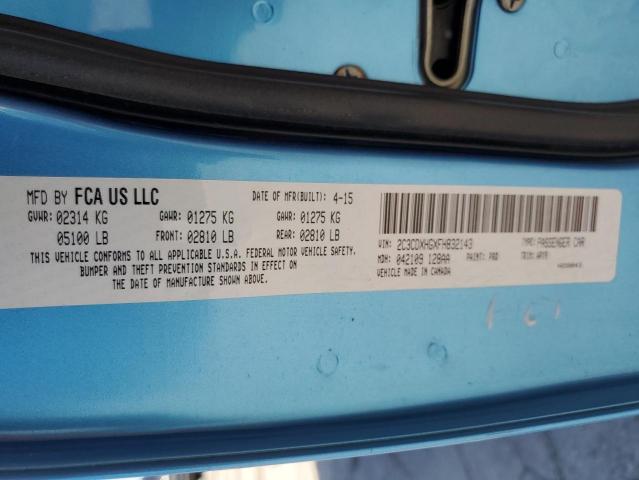 MFD BY FCA US LLC
DATE OF MFR(BUILT): 4-15
GVWR: 02314 KG
GAWR: 01275 KG
GAWR: 01275 KG
05100 LB
FRONT: 02810 LB
REAR: 02810 LB
THIS VEHICLE CONFORMS TO ALL APPLICABLE U.S.A. FEDERAL MOTOR VEHICLE SAFETY,
BUMPER AND THEFT PREVENTION STANDARDS IN EFFECT ON
THE DATE OF MANUFACTURE SHOWN ABOVE.
VIN: 2C3CDXHGXFH832143
TYPE: PASSENGER CAR
MDH: 042109 128AA
PAINT: PBD
TRIM:
VEHICLE MADE IN CANADA